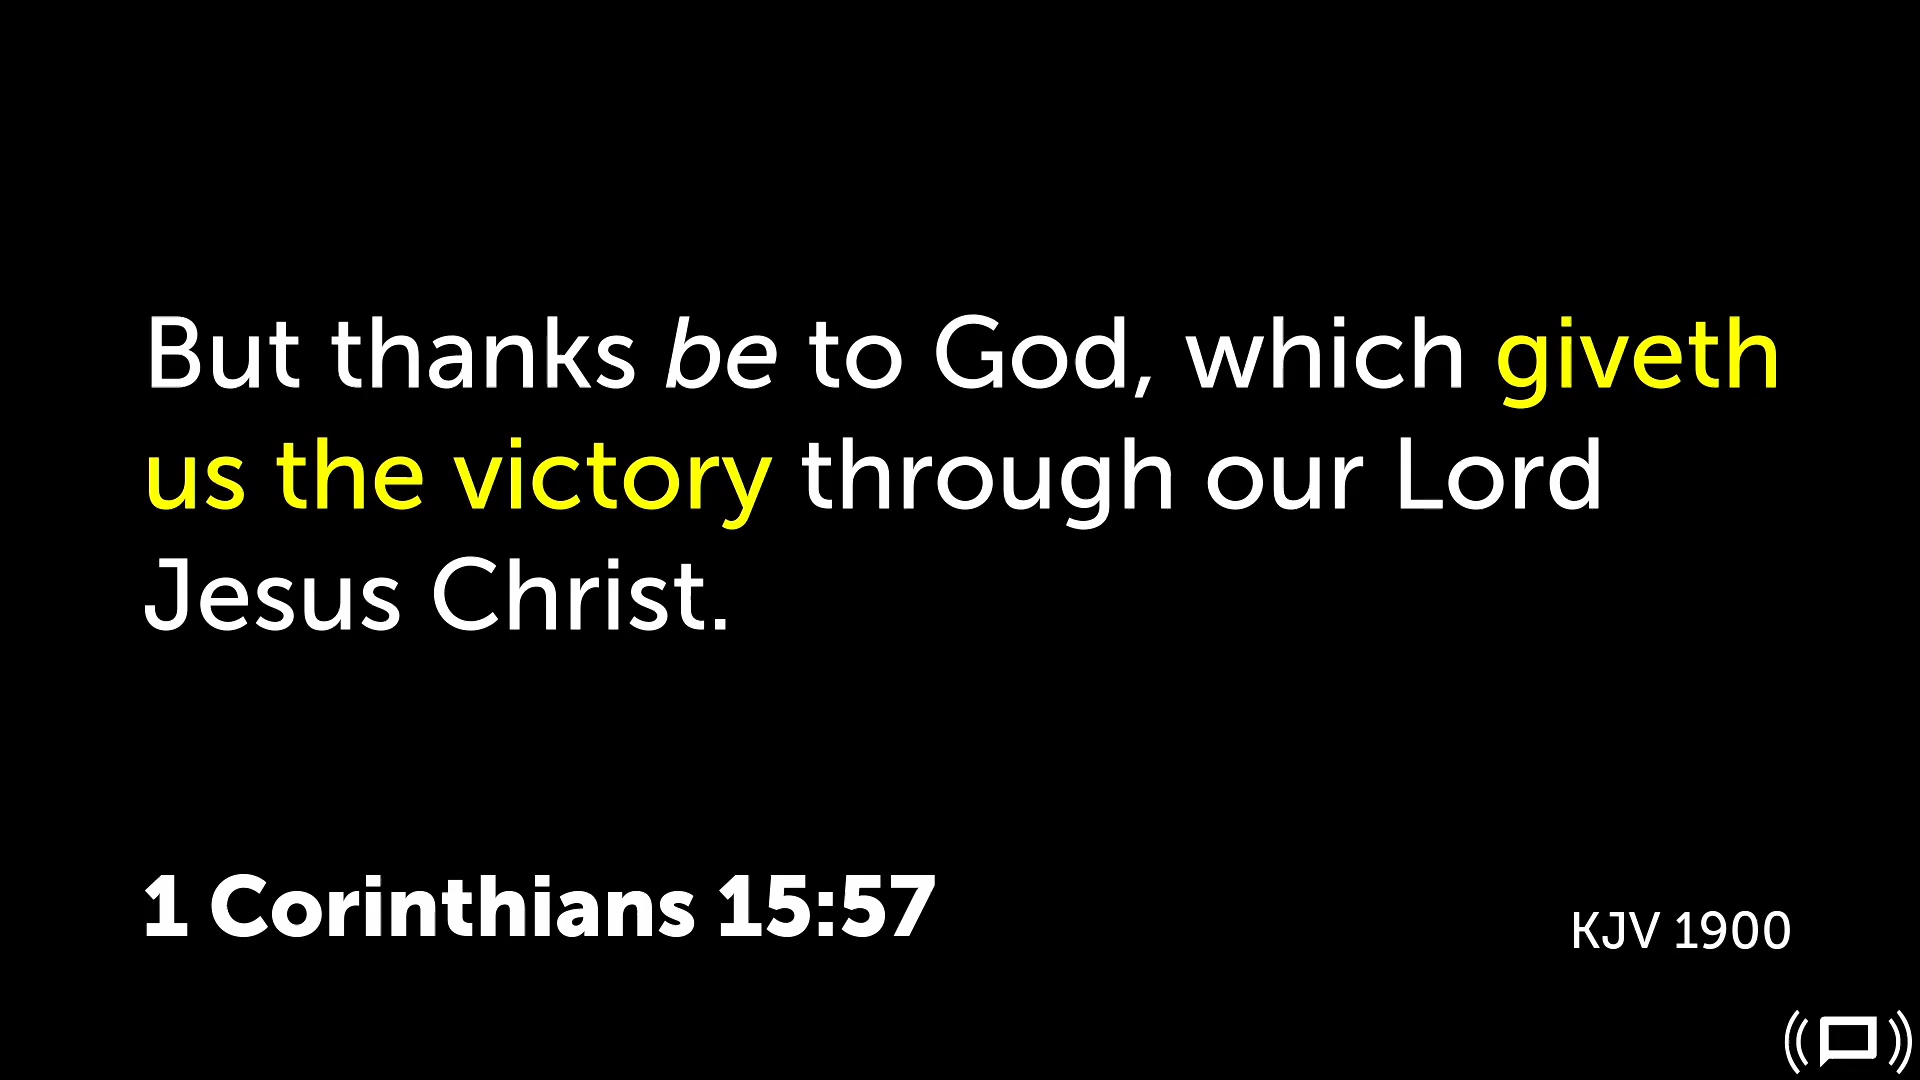 But thanks be to God, which giveth
us the victory through our Lord
Jesus Christ.
1 Corinthians 15:57
KJV 1900